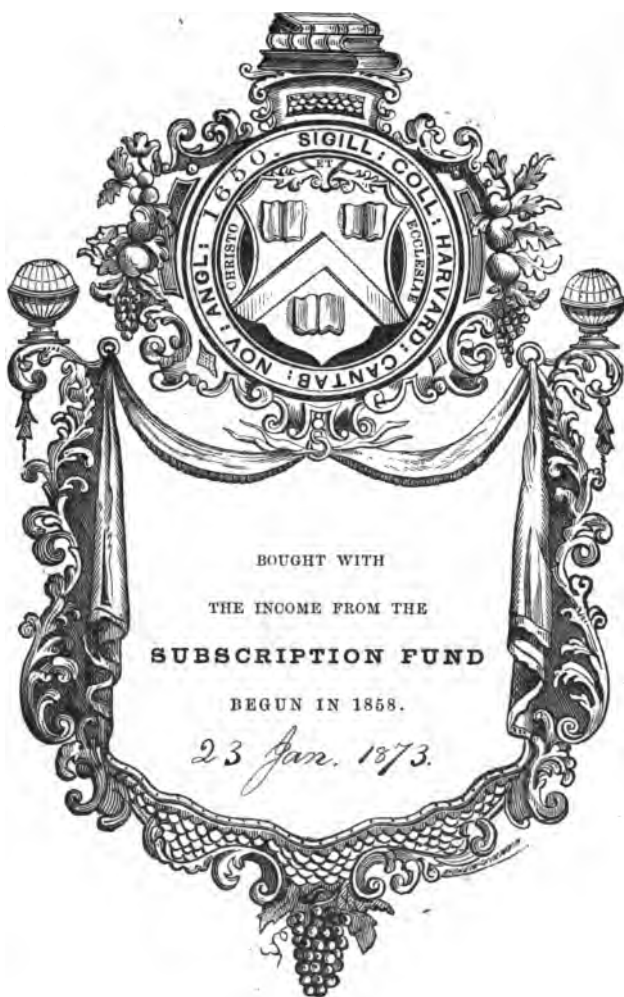 SIGILL: COLL: HARVARD: CANTAB: NOV: ANGL: 1650.
ET
CHRISTO
ECCLESIAE
BOUGHT WITH
THE INCOME FROM THE
SUBSCRIPTION FUND
BEGUN IN 1858.
23 Jan. 1873.